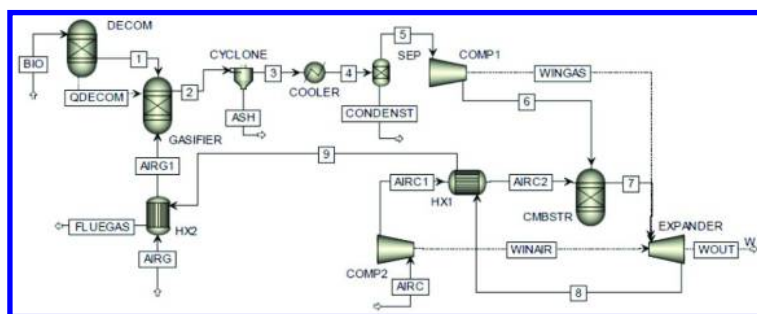 DECOM
BIO
1
QDECOM
2
GASIFIER
AIRG1
CYCLONE
3
ASH
COOLER
4
SEP
5
CONDENST
COMP1
WINGAS
6
9
AIRC1
HX1
AIRC2
CMBSTR
7
EXPANDER
WOUT
W
FLUEGAS
HX2
AIRG
COMP2
WINAIR
AIRC
8